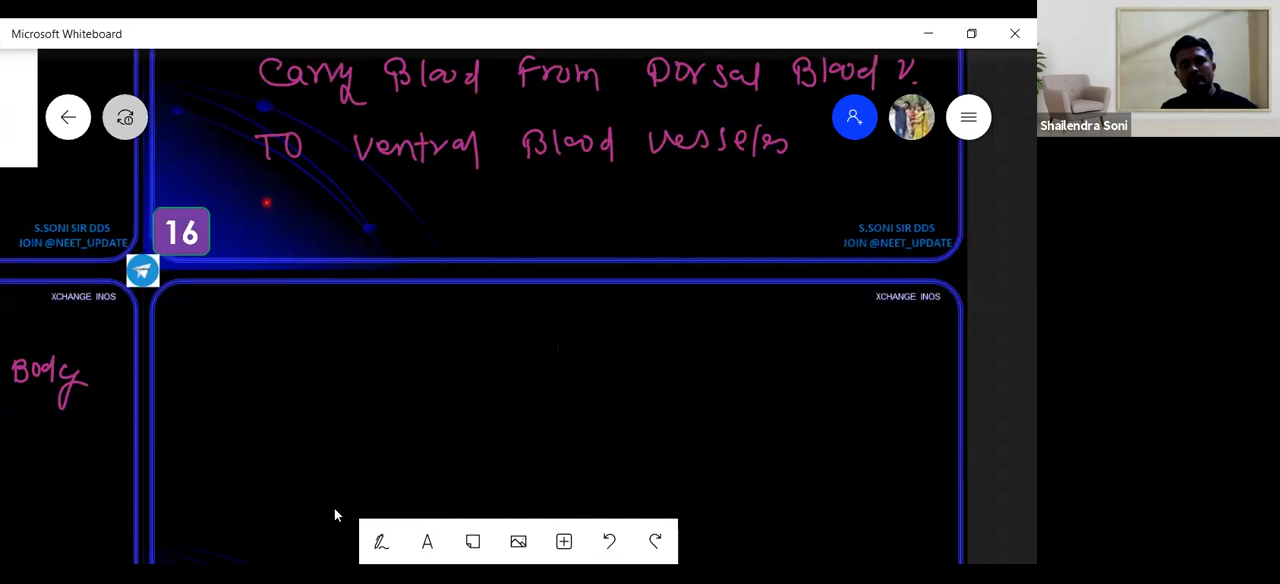 Microsoft Whiteboard
Carry Blood From Dorsal Blood V.
TO Ventral Blood Vesseles
Shailendra Soni
16
S.SONI SIR DDS
JOIN @NEET_UPDATE
S.SONI SIR DDS
JOIN @NEET_UPDATE
XCHANGE INOS
XCHANGE INOS
Body
A